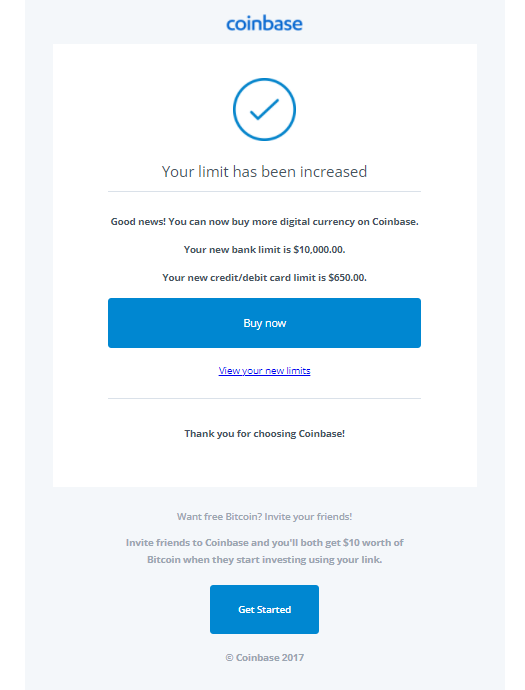 coinbase
Your limit has been increased
Good news! You can now buy more digital currency on Coinbase.
Your new bank limit is $10,000.00.
Your new credit/debit card limit is $650.00.
Buy now
View your new limits
Thank you for choosing Coinbase!
Want free Bitcoin? Invite your friends!
Invite friends to Coinbase and you'll both get $10 worth of
Bitcoin when they start investing using your link.
Get Started
© Coinbase 2017